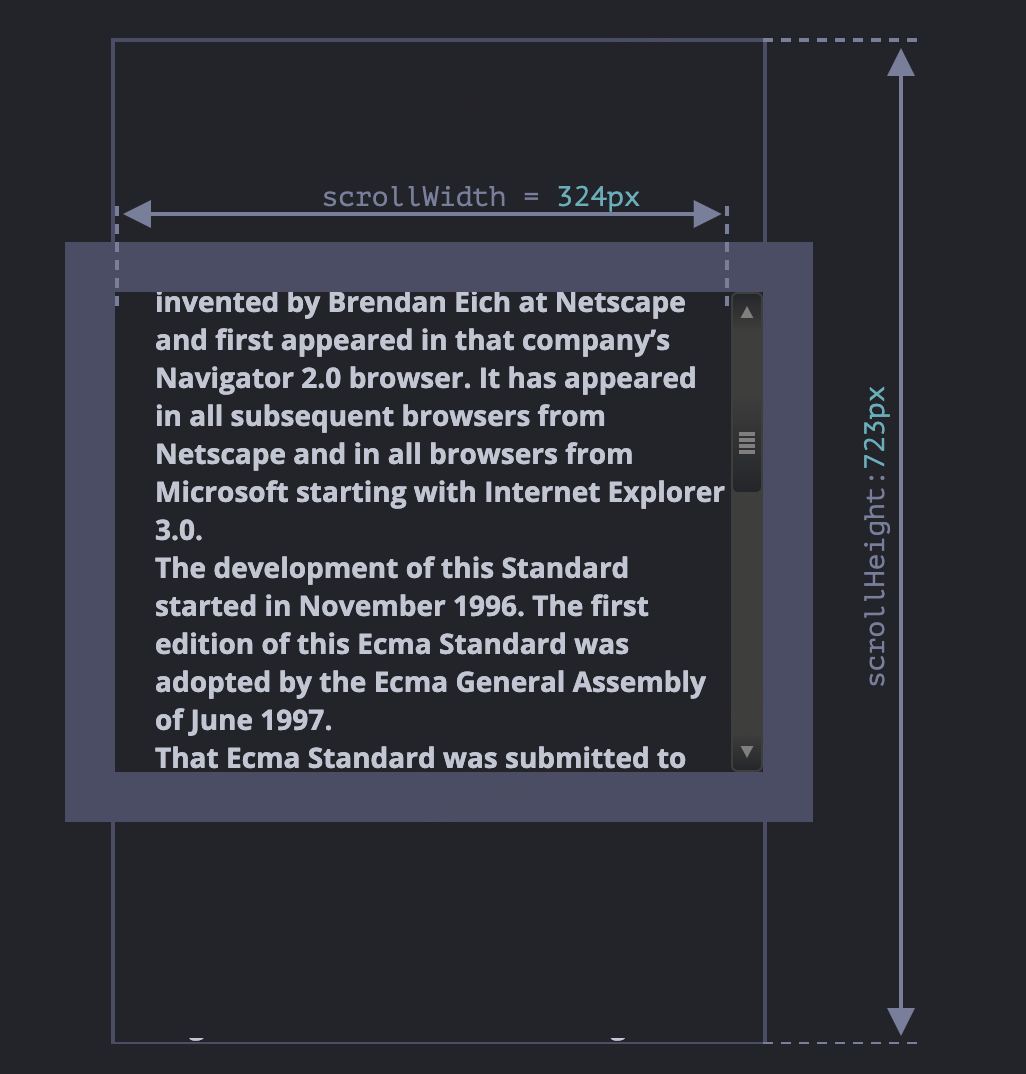 scrollWidth = 324px
invented by Brendan Eich at Netscape
and first appeared in that company’s
Navigator 2.0 browser. It has appeared
in all subsequent browsers from
Netscape and in all browsers from
Microsoft starting with Internet Explorer
3.0.
The development of this Standard
started in November 1996. The first
edition of this Ecma Standard was
adopted by the Ecma General Assembly
of June 1997.
That Ecma Standard was submitted to
scrollHeight:723px